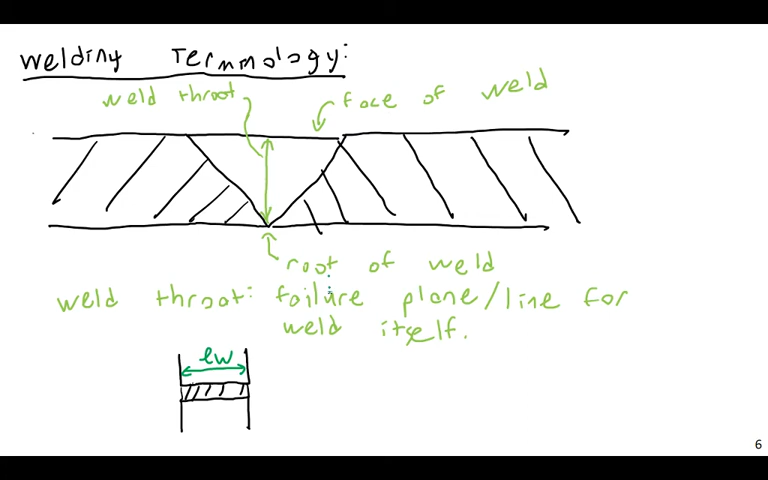 Welding Termnology:
weld throat
face of weld
root of weld
weld throat: failure plane/line for
weld itself.
lw
6